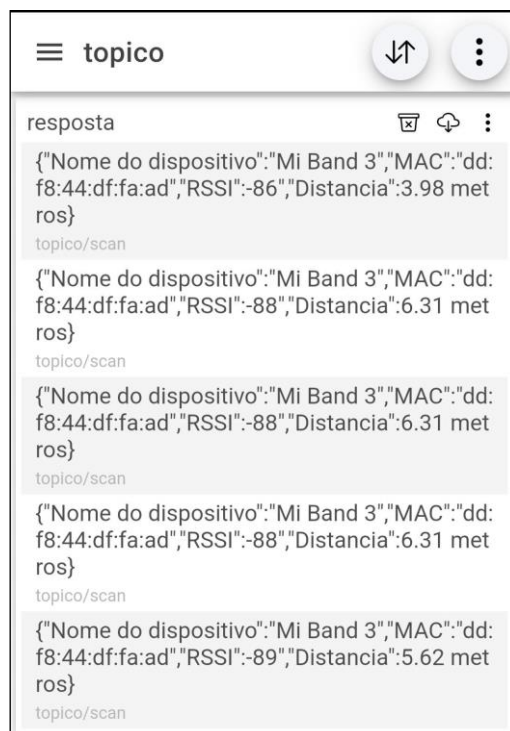 topico
resposta
{"Nome do dispositivo":"Mi Band 3","MAC":"dd:
f8:44:df:fa:ad","RSSI":-86","Distancia":3.98 met
ros}
topico/scan
{"Nome do dispositivo":"Mi Band 3","MAC":"dd:
f8:44:df:fa:ad","RSSI":-88","Distancia":6.31 met
ros}
topico/scan
{"Nome do dispositivo":"Mi Band 3","MAC":"dd:
f8:44:df:fa:ad","RSSI":-88","Distancia":6.31 met
ros}
topico/scan
{"Nome do dispositivo":"Mi Band 3","MAC":"dd:
f8:44:df:fa:ad","RSSI":-88","Distancia":6.31 met
ros}
topico/scan
{"Nome do dispositivo":"Mi Band 3","MAC":"dd:
f8:44:df:fa:ad","RSSI":-89","Distancia":5.62 met
ros}
topico/scan